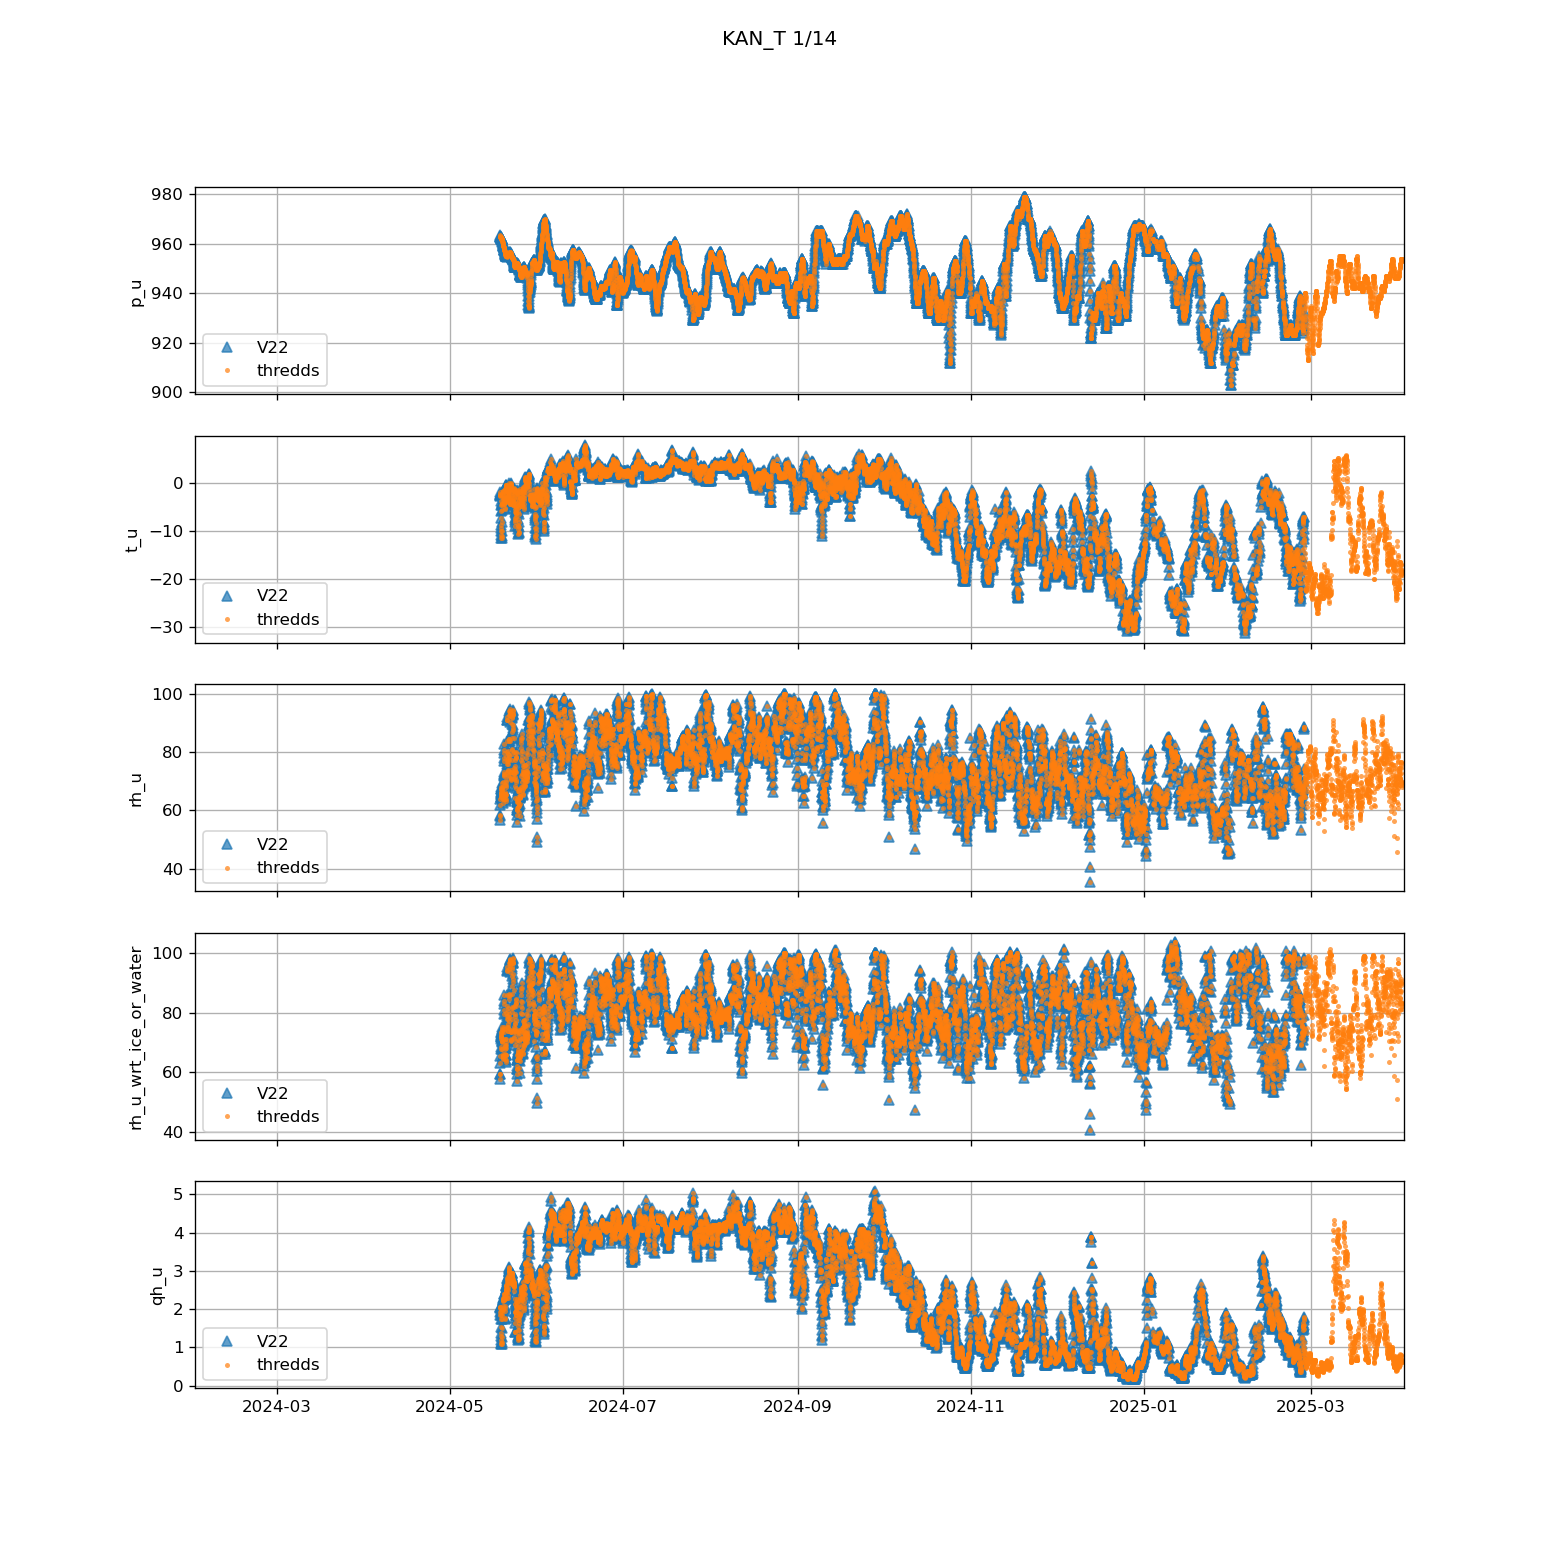 KAN_T 1/14
980
960
940
920
900
p_u
V22
thredds
0
−10
−20
−30
t_u
V22
thredds
100
80
60
40
rh_u
V22
thredds
100
80
60
40
rh_u_wrt_ice_or_water
V22
thredds
5
4
3
2
1
0
qh_u
V22
thredds
2024-03 2024-05 2024-07 2024-09 2024-11 2025-01 2025-03